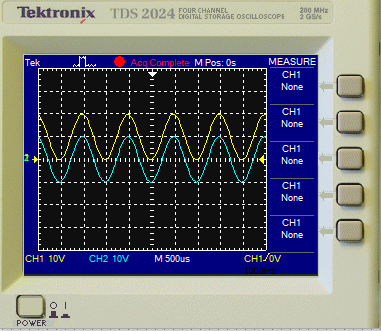 Tektronix TDS 2024 FOUR CHANNEL DIGITAL STORAGE OSCILLOSCOPE 200 MHz 2 GS/s
Tek Acq Complete M Pos: 0s MEASURE
CH1
None
CH1
None
CH1
None
CH1
None
CH1
None
CH1 10V CH2 10V M 500us CH1/0V
POWER